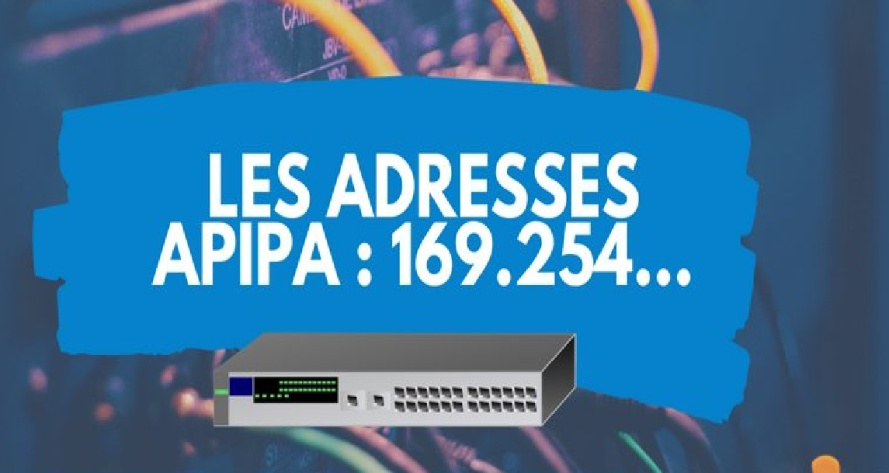 LES ADRESSES
APIPA : 169.254...